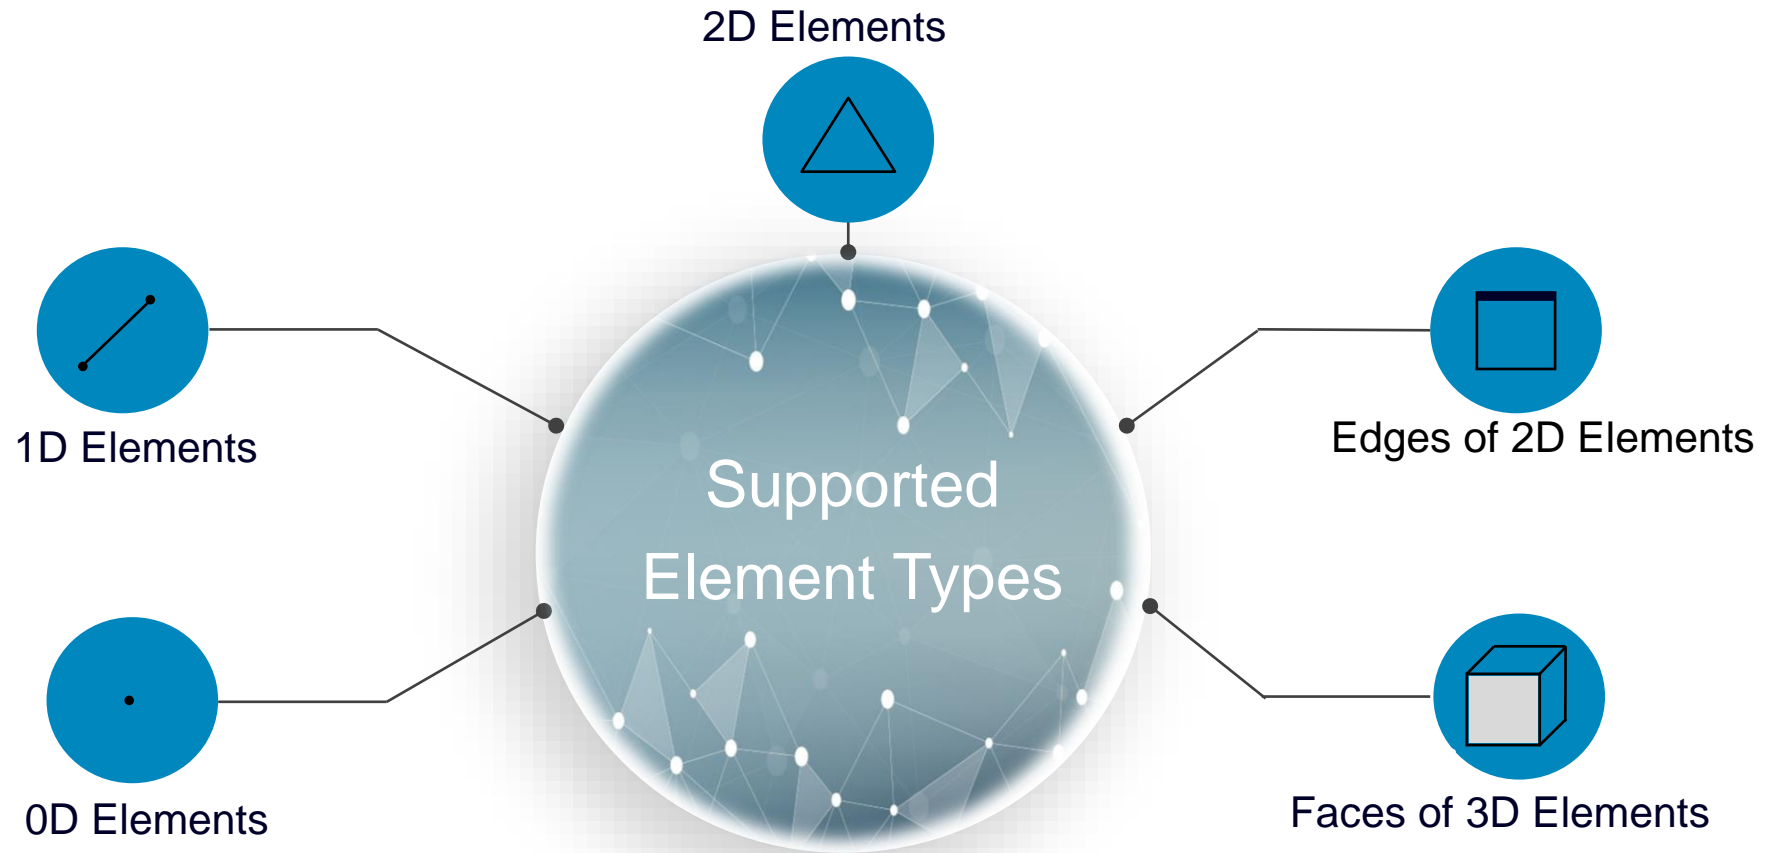 2D Elements
1D Elements
Edges of 2D Elements
Supported
Element Types
0D Elements
Faces of 3D Elements